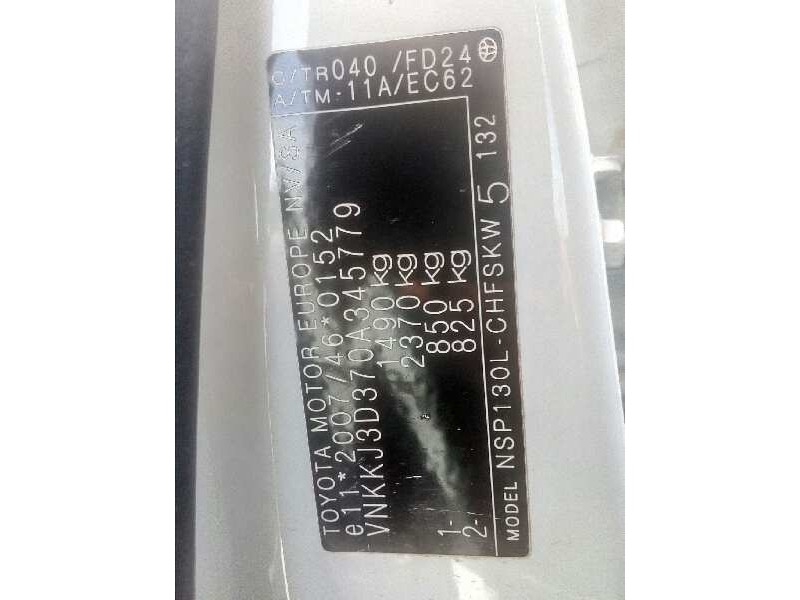 TOYOTA MOTOR EUROPE NV/SA
e11*2007/46*0152
VNKKJ3D370A345779
1490 kg
2370 kg
1- 850 kg
2- 825 kg
MODEL NSP130L-CHFSKW 5 132
C/TR040 /FD24
A/TM-11A/EC62